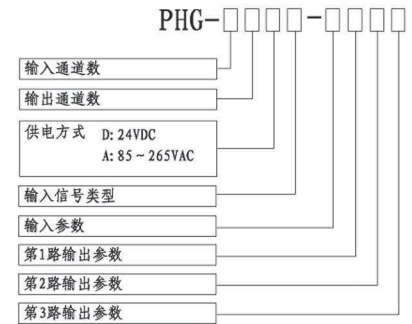 PHG-□□□□-□□□□
输入通道数
输出通道数
供电方式 D: 24VDC
A: 85～265VAC
输入信号类型
输入参数
第1路输出参数
第2路输出参数
第3路输出参数